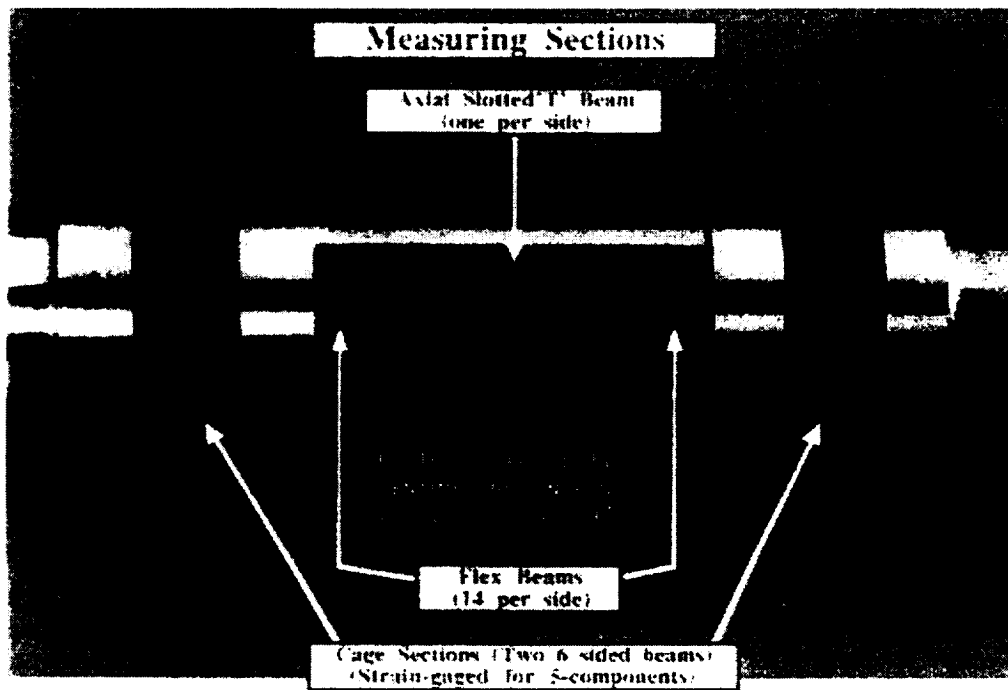 Measuring Sections
Axial Slotted 'T' Beam
(one per side)
Flex Beams
(14 per side)
Cage Sections (Two 6 sided beams)
(Strain-gaged for 5-components)